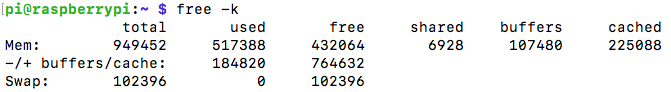 pi@raspberrypi:~ $ free -k
             total       used       free     shared    buffers     cached
Mem:        949452     517388     432064       6928     107480     225088
-/+ buffers/cache:     184820     764632
Swap:       102396          0     102396